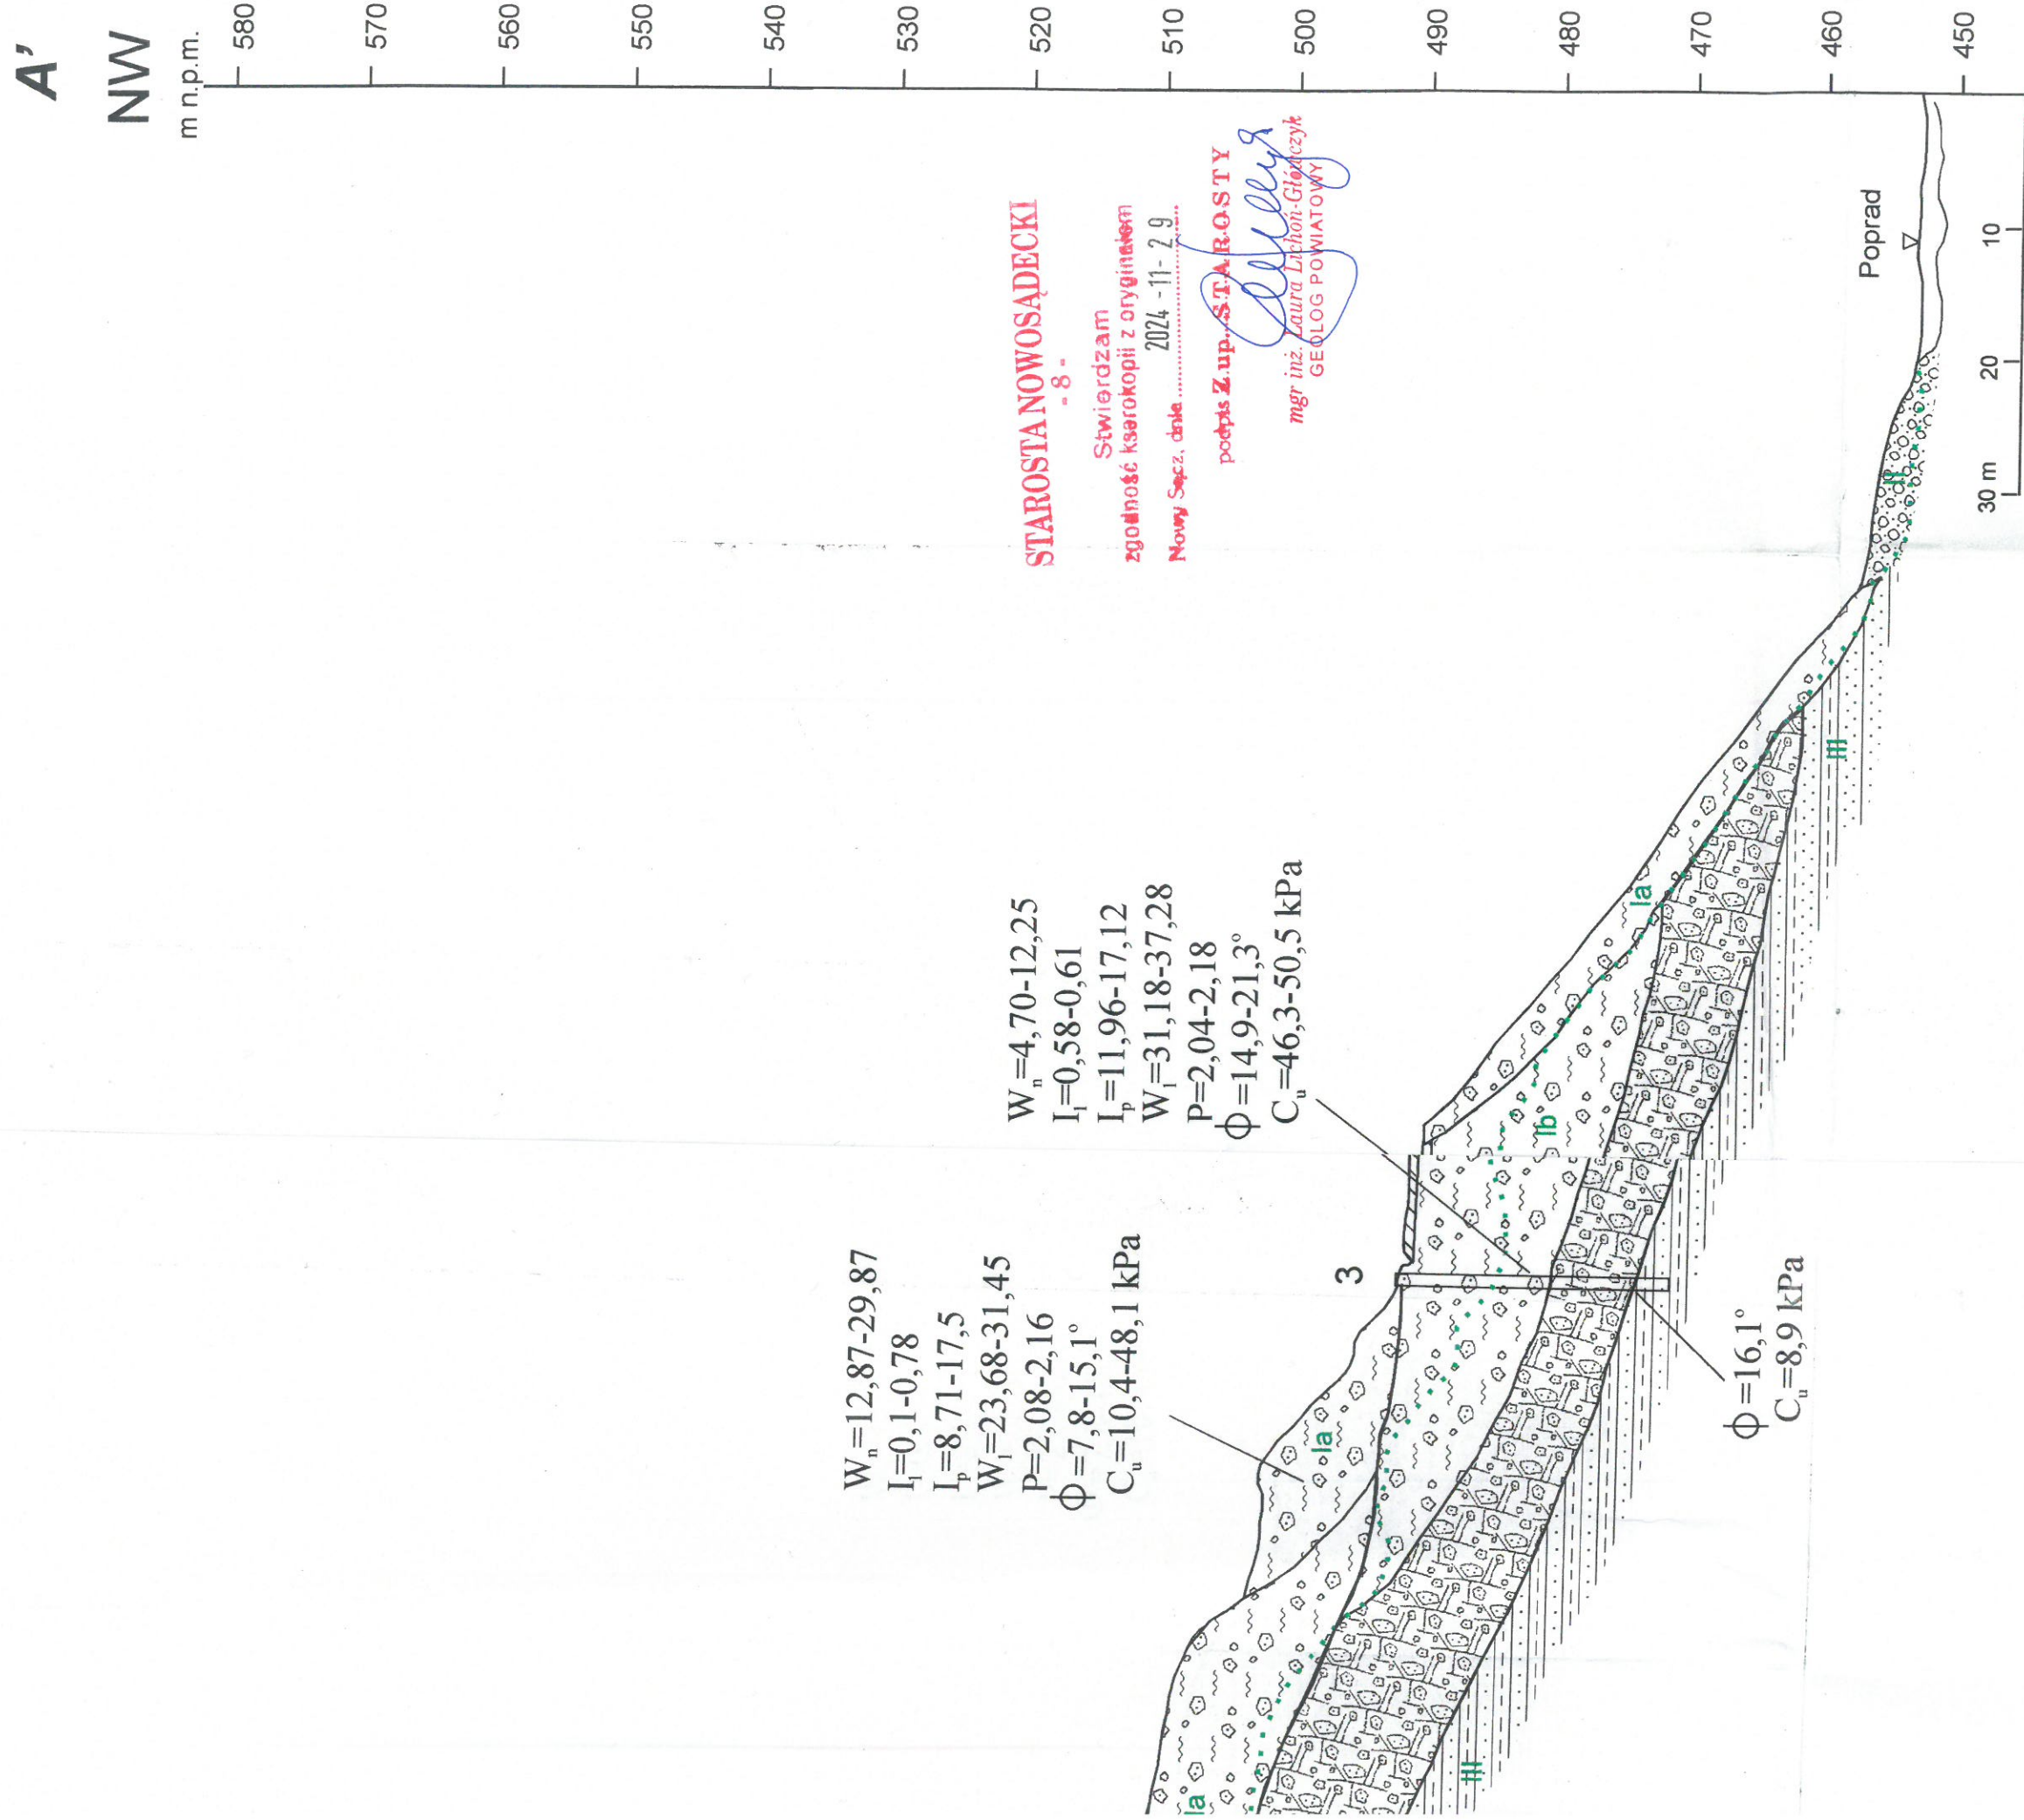 A'
NW
m n.p.m.
580
570
560
550
540
530
520
510
500
490
480
470
460
450
STAROSTA NOWOSĄDECKI
- 8 -
Stwierdzam
zgodność kserokopii z oryginałem
Nowy Sącz, dnia 2024 -11- 29
podpis Z up. STAROSTY
mgr inż. Laura Lichoń-Główczyk
GEOLOG POWIATOWY
Wn=12,87-29,87
Il=0,1-0,78
Ip=8,71-17,5
Wl=23,68-31,45
P=2,08-2,16
ϕ=7,8-15,1°
Cu=10,4-48,1 kPa
Wn=4,70-12,25
Il=0,58-0,61
Ip=11,96-17,12
Wl=31,18-37,28
P=2,04-2,18
ϕ=14,9-21,3°
Cu=46,3-50,5 kPa
3
Ia
Ia
Ib
Ia
ϕ=16,1°
Cu=8,9 kPa
III
III
II
Poprad
30 m
20
10